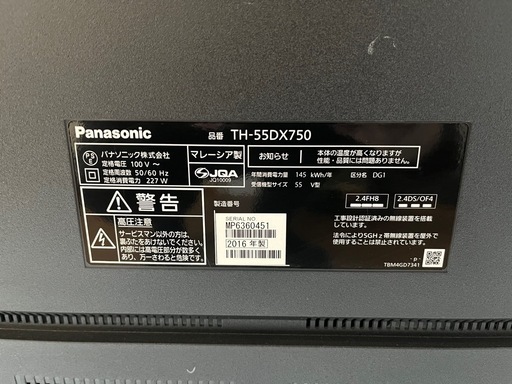 Panasonic
品番 TH-55DX750
PS
E
パナソニック株式会社
定格電圧 100 V ~
定格周波数 50/60 Hz
定格消費電力 227 W
マレーシア製
JQA
JQ10009
お知らせ
本体の温度が高くなりますが
性能・品質には問題ありません。
年間消費電力量 145 kWh/年 区分名 DG1
受信機型サイズ 55 V型
警告
高圧注意
サービスマン以外の方は、
裏ぶたをあけないでください。
内部には高電圧部分が数多く
あり、万一さわると危険です。
製造番号
SERIAL NO.
MP6360451
2016 年製
2.4FH8
2.4DS/OF4
工事設計認証済みの無線装置を搭載
しています。
法令により5GHz帯無線装置を屋外
で使用することは禁止されています。
- p -
TBM4GD7341